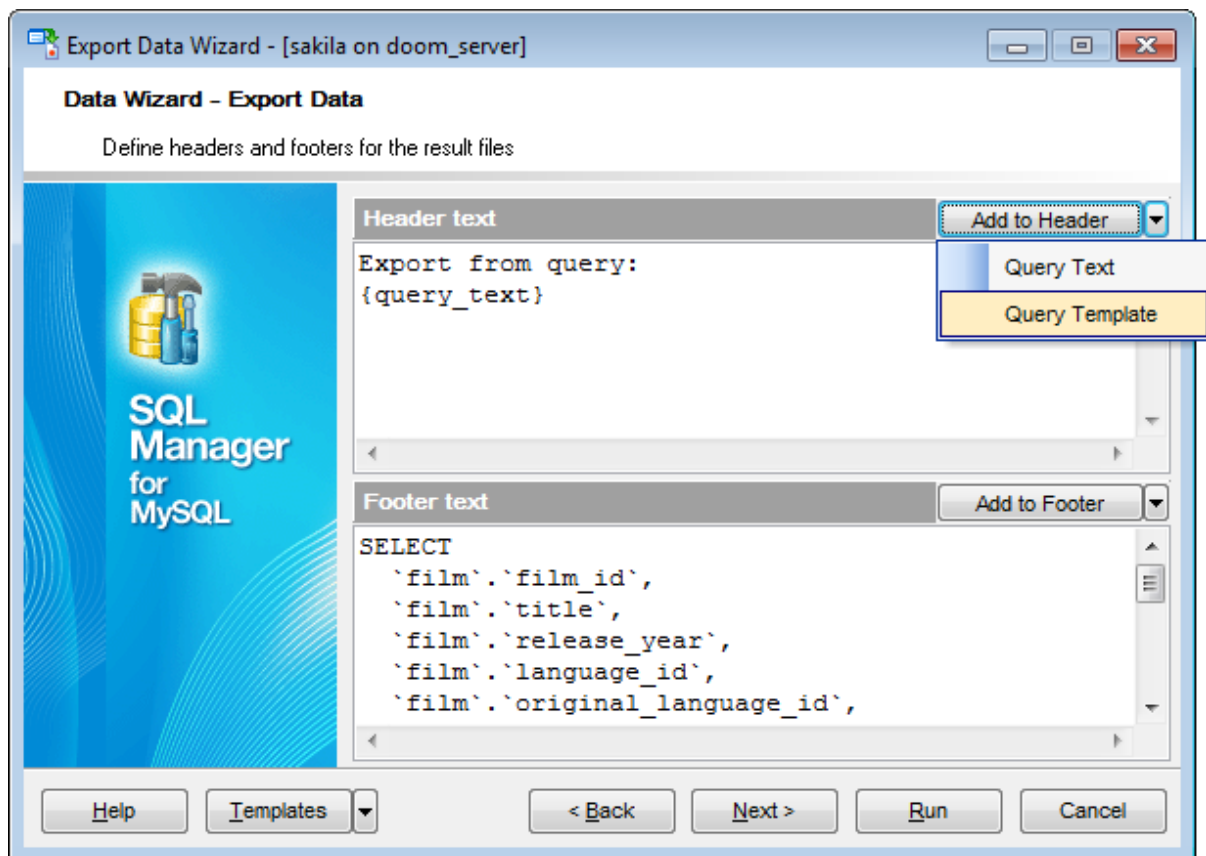 Export Data Wizard - [sakila on doom_server]
Data Wizard - Export Data
Define headers and footers for the result files
SQL
Manager
for
MySQL
Header text
Add to Header
Query Text
Query Template
Export from query:
{query_text}
Footer text
Add to Footer
SELECT
`film`.`film_id`,
`film`.`title`,
`film`.`release_year`,
`film`.`language_id`,
`film`.`original_language_id`,
Help
Templates
< Back
Next >
Run
Cancel